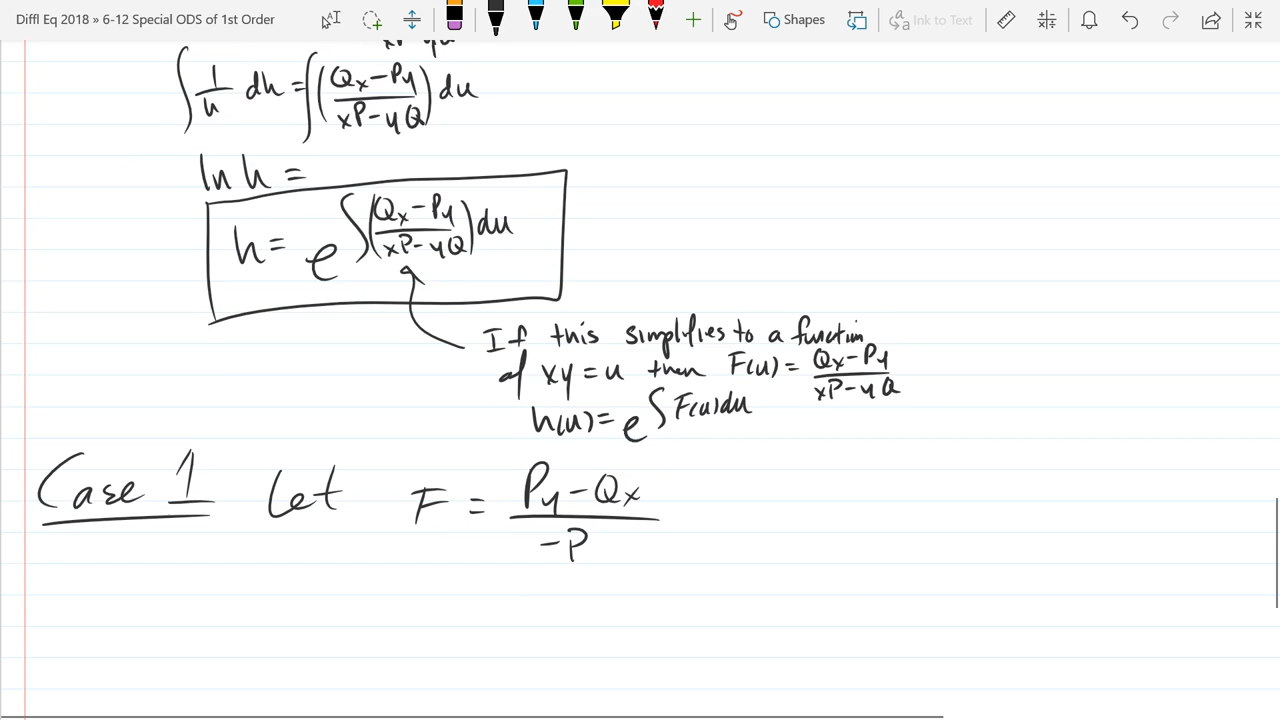 Diffl Eq 2018 » 6-12 Special ODS of 1st Order
Shapes
Ink to Text
∫ 1/h dh = ∫ ((Qx - Py)/(xP - yQ)) du
ln h =
h = e^∫((Qx - Py)/(xP - yQ)) du
If this simplifies to a function
of xy = u then F(u) = (Qx - Py)/(xP - yQ)
h(u) = e^∫F(u)du
Case 1 Let F = (Py - Qx)/(-P)